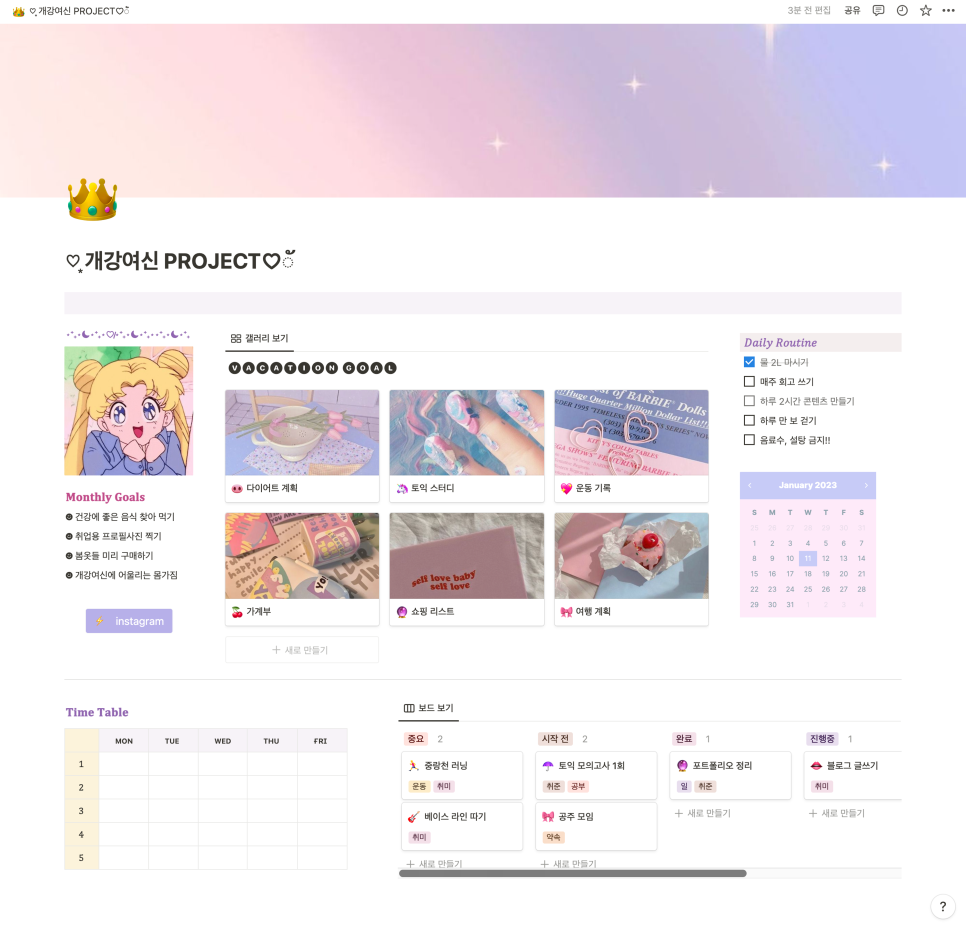 ♡̩͙개강여신 PROJECT♡ྀི
3분 전 편집
공유
♡̩͙개강여신 PROJECT♡ྀི
Monthly Goals
☻ 건강에 좋은 음식 찾아 먹기
☻ 취업용 프로필사진 찍기
☻ 봄옷들 미리 구매하기
☻ 개강여신에 어울리는 몸가짐
instagram
갤러리 보기
🅥🅐🅒🅐🅣🅘🅞🅝 🅖🅞🅐🅛
다이어트 계획
토익 스터디
운동 기록
가계부
self love baby
self love
쇼핑 리스트
여행 계획
+ 새로 만들기
Daily Routine
물 2L 마시기
매주 회고 쓰기
하루 2시간 콘텐츠 만들기
하루 만 보 걷기
음료수, 설탕 금지!!
January 2023
S M T W T F S
25 26 27 28 29 30 31
1 2 3 4 5 6 7
8 9 10 11 12 13 14
15 16 17 18 19 20 21
22 23 24 25 26 27 28
29 30 31 1 2 3 4
Time Table
MON TUE WED THU FRI
1
2
3
4
5
보드 보기
중요 2
중랑천 러닝
운동 취미
베이스 라인 따기
취미
+ 새로 만들기
시작 전 2
토익 모의고사 1회
취준 공부
공주 모임
약속
+ 새로 만들기
완료 1
포트폴리오 정리
일 취준
+ 새로 만들기
진행중 1
블로그 글쓰기
취미
+ 새로 만들기
?